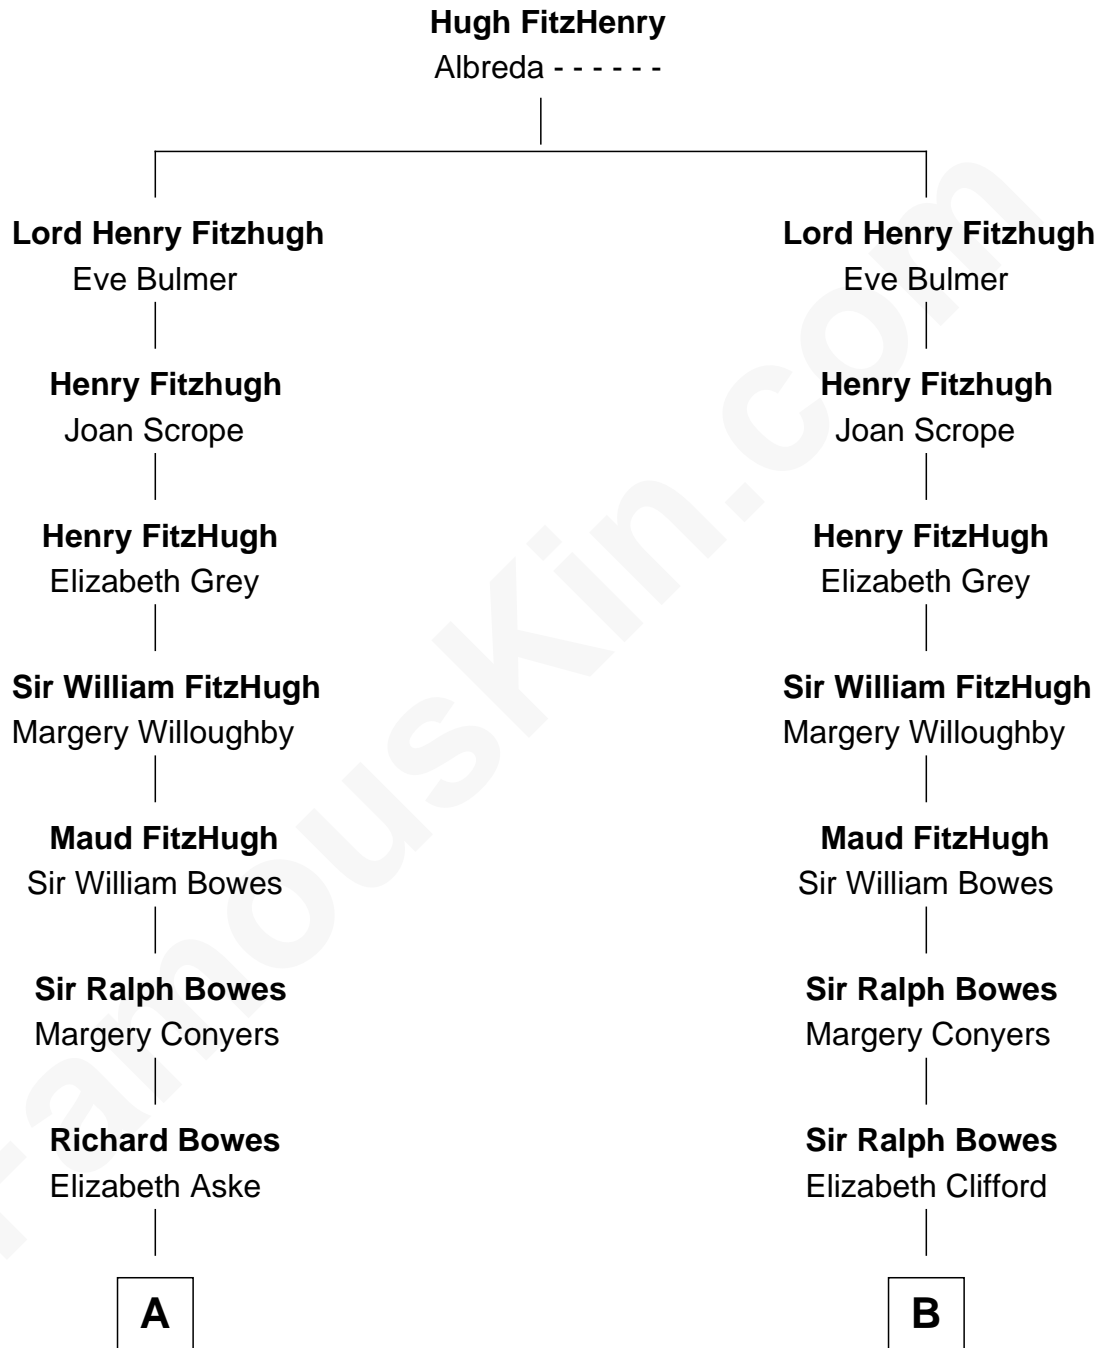 Hugh FitzHenry
Albreda - - - - - -
Lord Henry Fitzhugh
Eve Bulmer
Henry Fitzhugh
Joan Scrope
Henry FitzHugh
Elizabeth Grey
Sir William FitzHugh
Margery Willoughby
Maud FitzHugh
Sir William Bowes
Sir Ralph Bowes
Margery Conyers
Richard Bowes
Elizabeth Aske
A
Lord Henry Fitzhugh
Eve Bulmer
Henry Fitzhugh
Joan Scrope
Henry FitzHugh
Elizabeth Grey
Sir William FitzHugh
Margery Willoughby
Maud FitzHugh
Sir William Bowes
Sir Ralph Bowes
Margery Conyers
Sir Ralph Bowes
Elizabeth Clifford
B
FamousKin.com